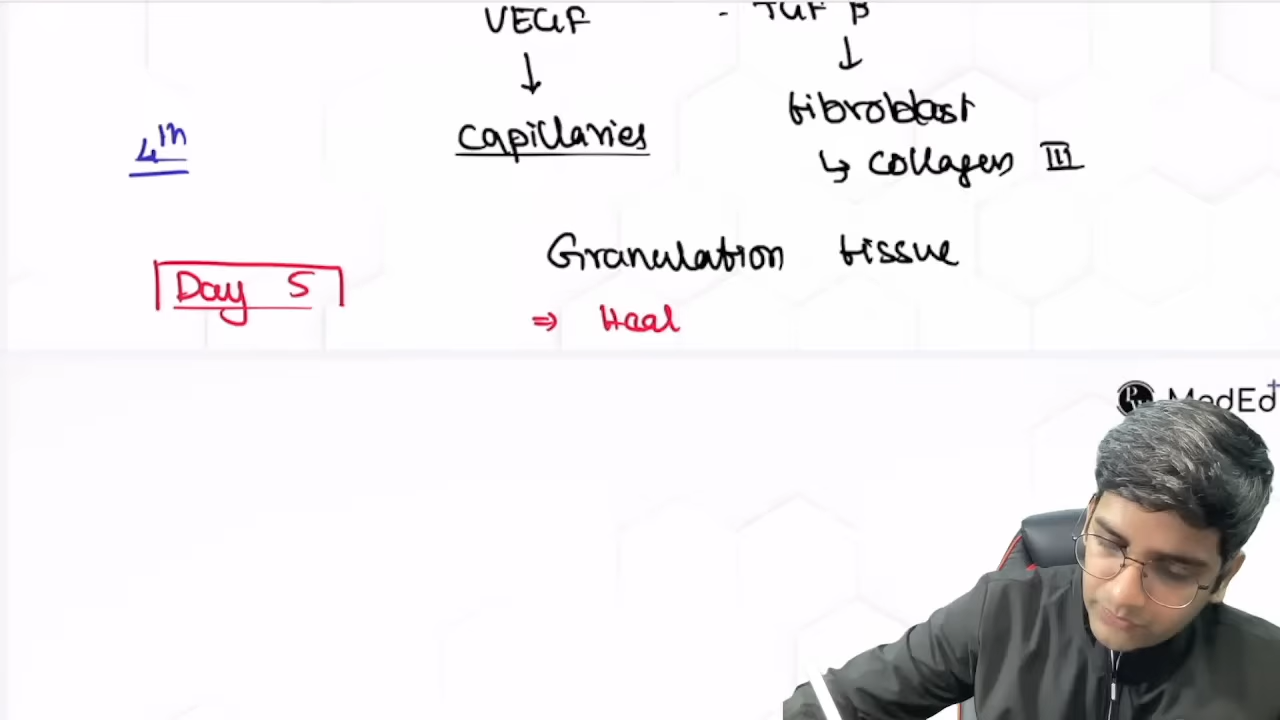 VEGF - TGF β
↓ ↓
Capillaries fibroblast
4th
↳ Collagen III
Granulation tissue
Day 5
⇒ Heal
MedEd